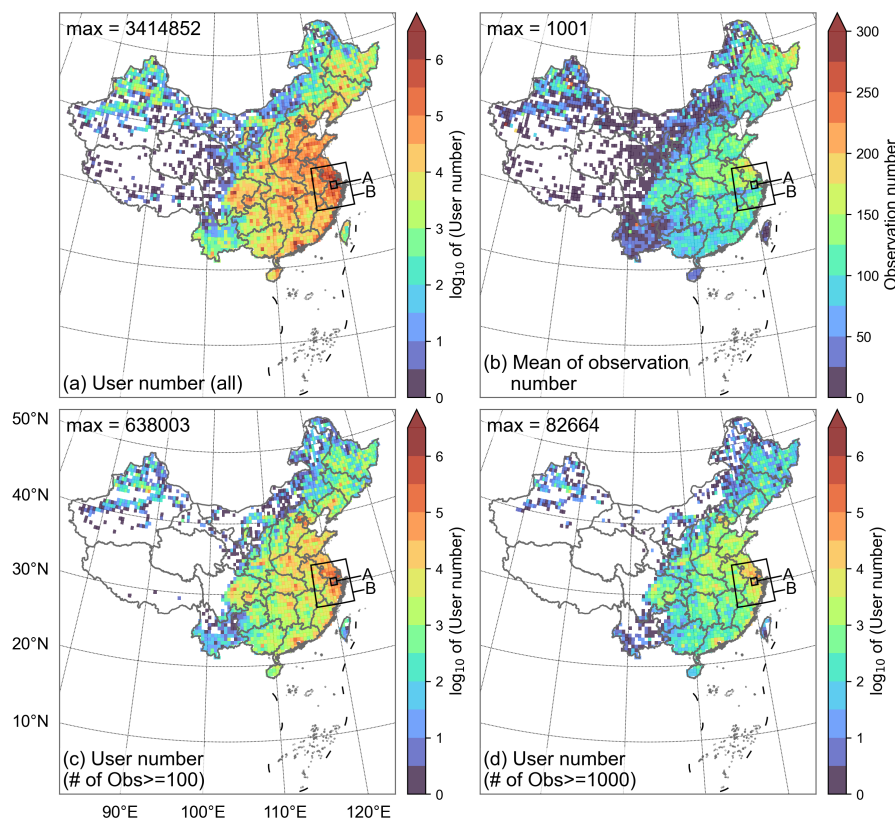 max = 3414852
A
B
(a) User number (all)
6
5
4
3
2
1
0
log₁₀ of (User number)
max = 1001
A
B
(b) Mean of observation
number
300
250
200
150
100
50
0
Observation number
50°N
40°N
30°N
20°N
10°N
max = 638003
A
B
(c) User number
(# of Obs>=100)
90°E 100°E 110°E 120°E
6
5
4
3
2
1
0
log₁₀ of (User number)
max = 82664
A
B
(d) User number
(# of Obs>=1000)
6
5
4
3
2
1
0
log₁₀ of (User number)